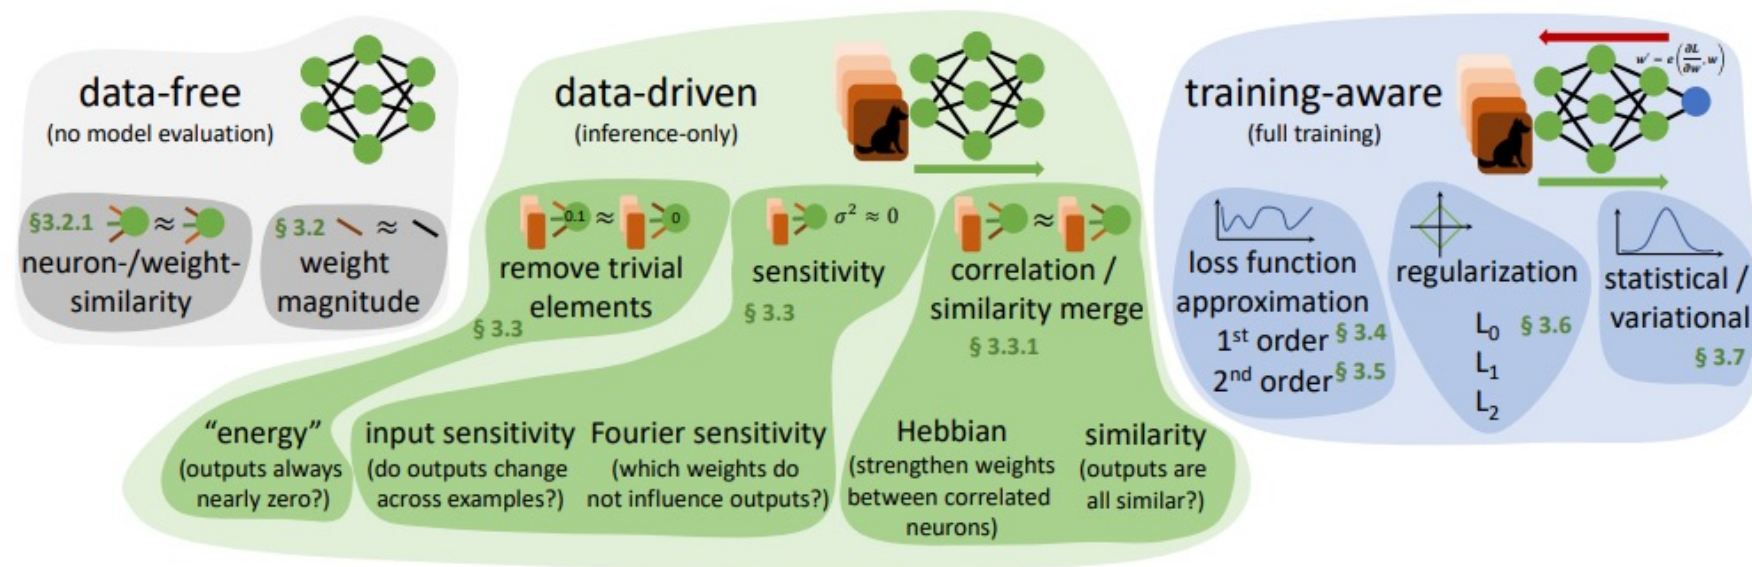 data-free
(no model evaluation)
§3.2.1
≈
neuron-/weight-
similarity
§ 3.2
≈
weight
magnitude
data-driven
(inference-only)
0.1 ≈ 0
remove trivial
elements
§ 3.3
σ² ≈ 0
sensitivity
§ 3.3
≈
correlation /
similarity merge
§ 3.3.1
“energy”
(outputs always
nearly zero?)
input sensitivity
(do outputs change
across examples?)
Fourier sensitivity
(which weights do
not influence outputs?)
Hebbian
(strengthen weights
between correlated
neurons)
similarity
(outputs are
all similar?)
training-aware
(full training)
w' = e(∂L/∂w, w)
loss function
approximation
1st order § 3.4
2nd order § 3.5
regularization
L0 § 3.6
L1
L2
statistical /
variational
§ 3.7